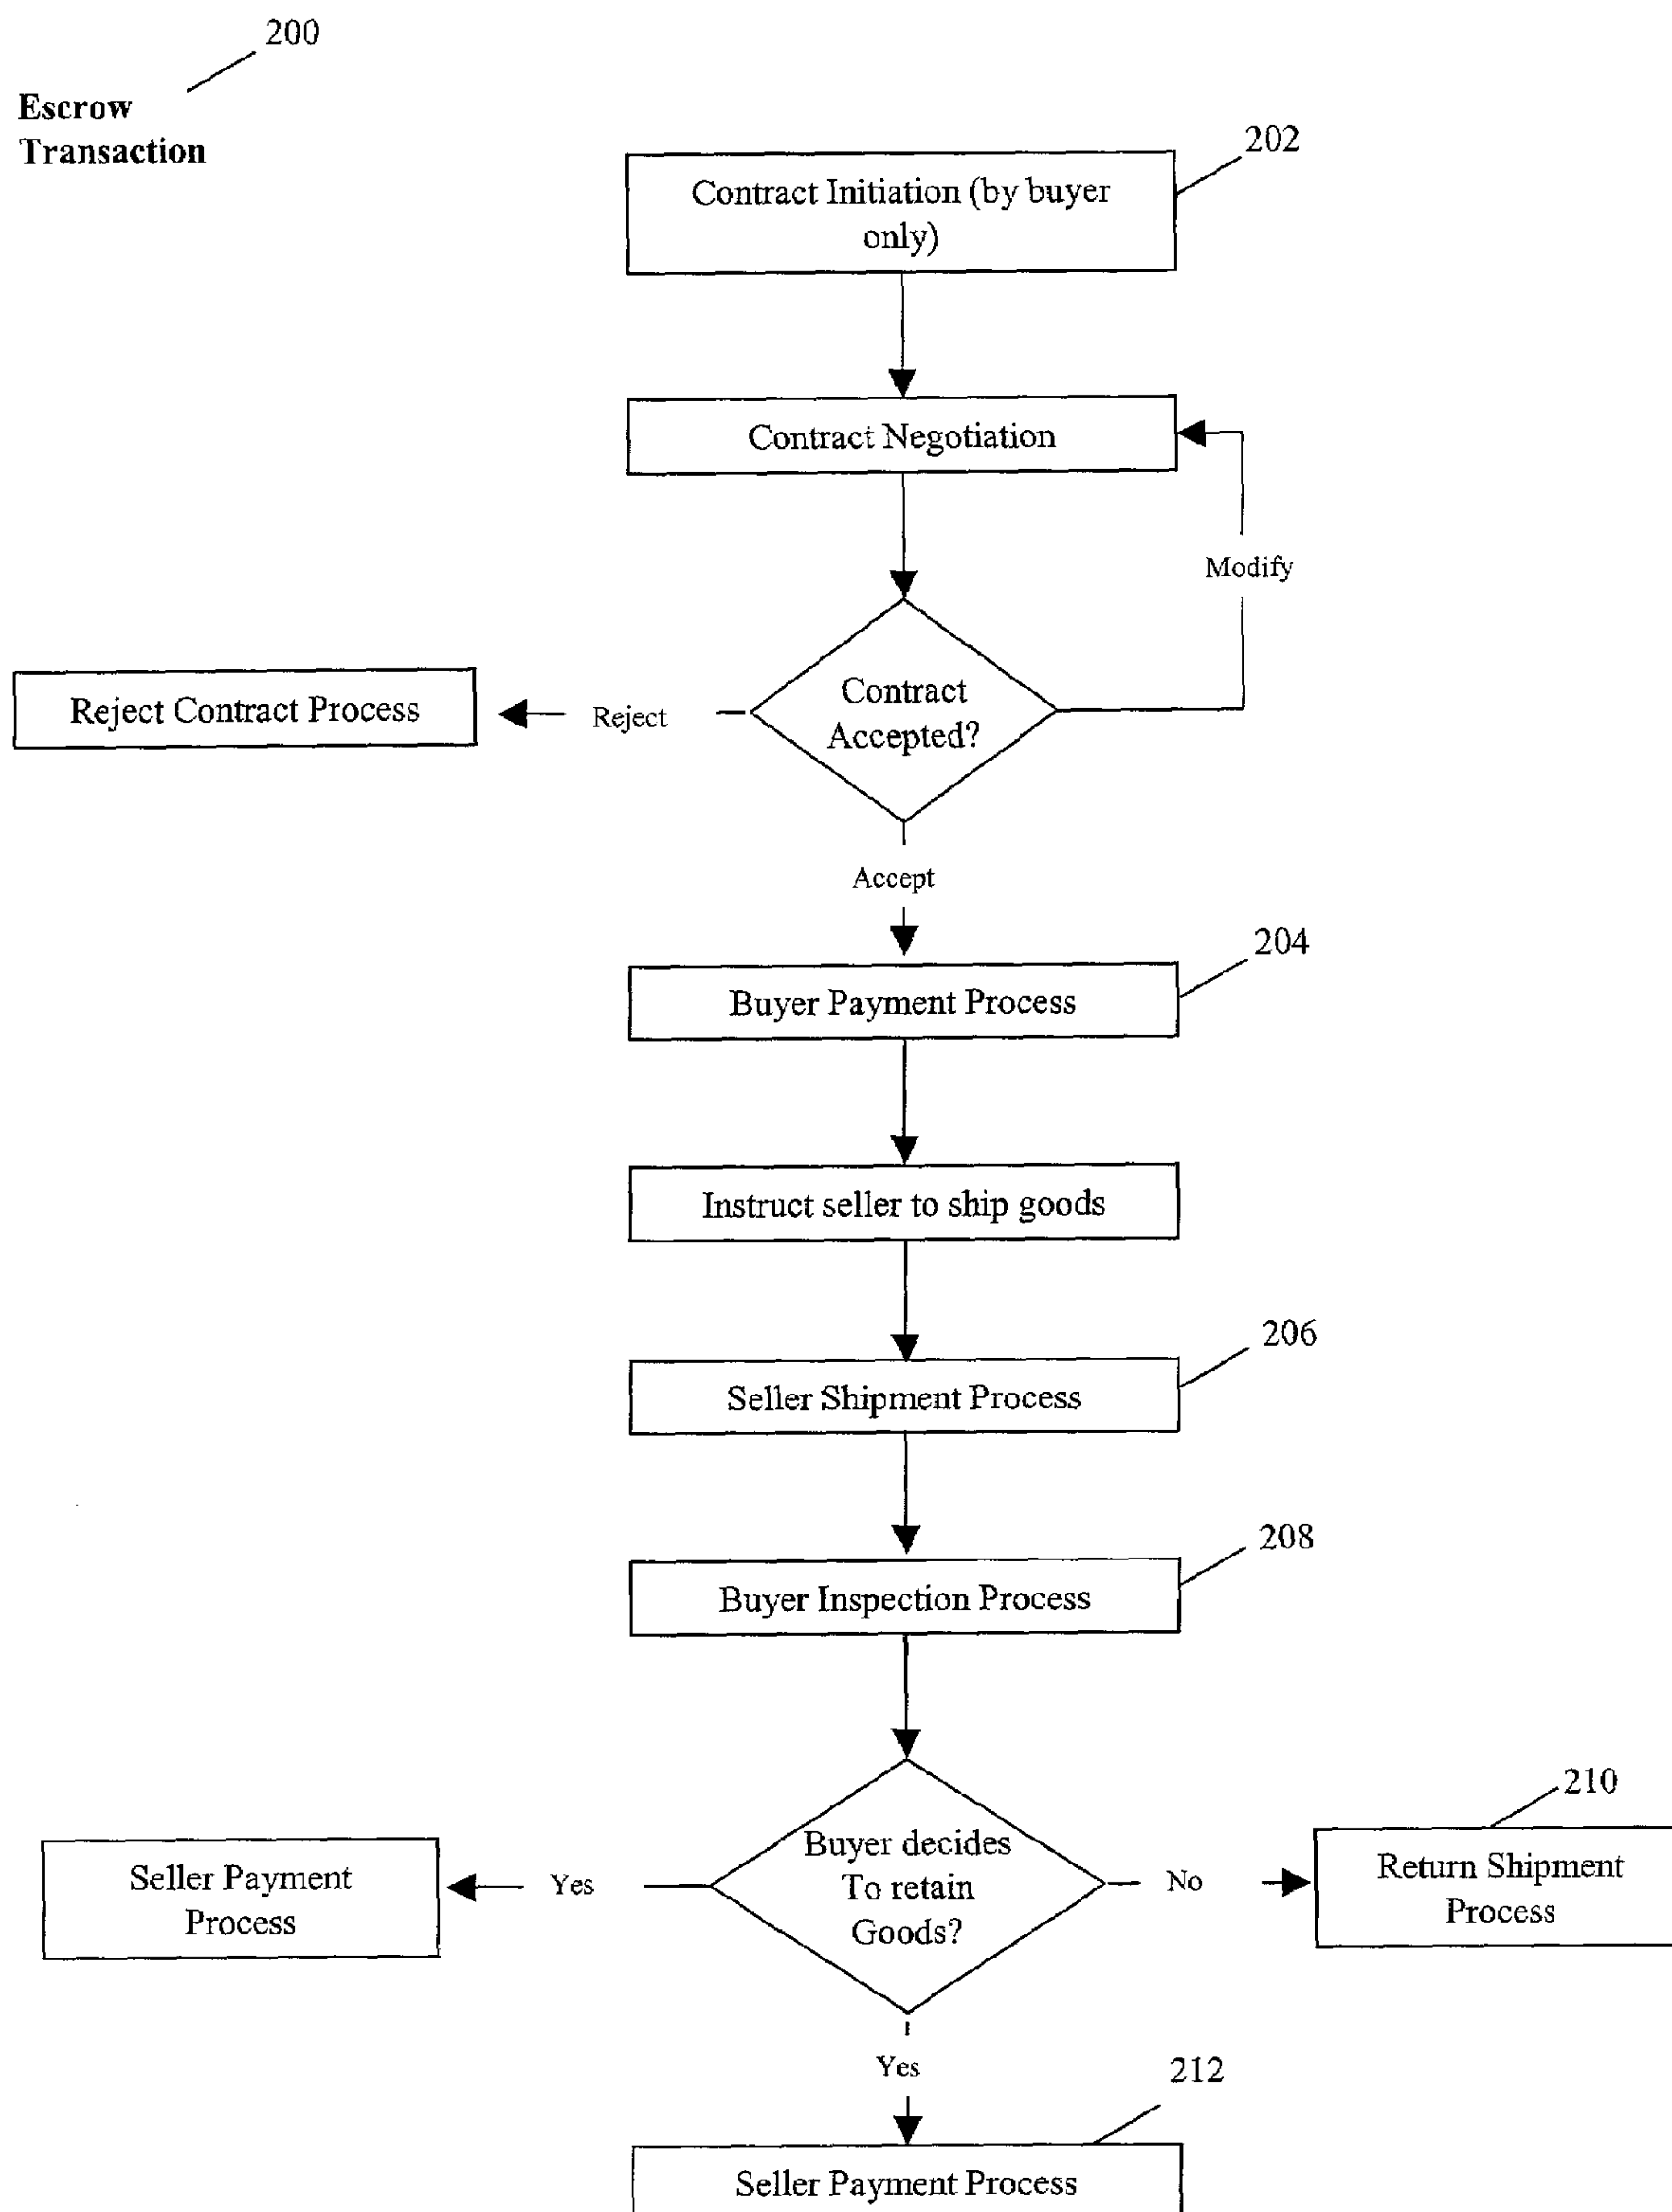 200
Escrow
Transaction
202
Contract Initiation (by buyer
only)
Contract Negotiation
Modify
Contract
Accepted?
Reject
Reject Contract Process
Accept
204
Buyer Payment Process
Instruct seller to ship goods
206
Seller Shipment Process
208
Buyer Inspection Process
210
Buyer decides
To retain
Goods?
Yes
Seller Payment
Process
No
Return Shipment
Process
Yes
212
Seller Payment Process